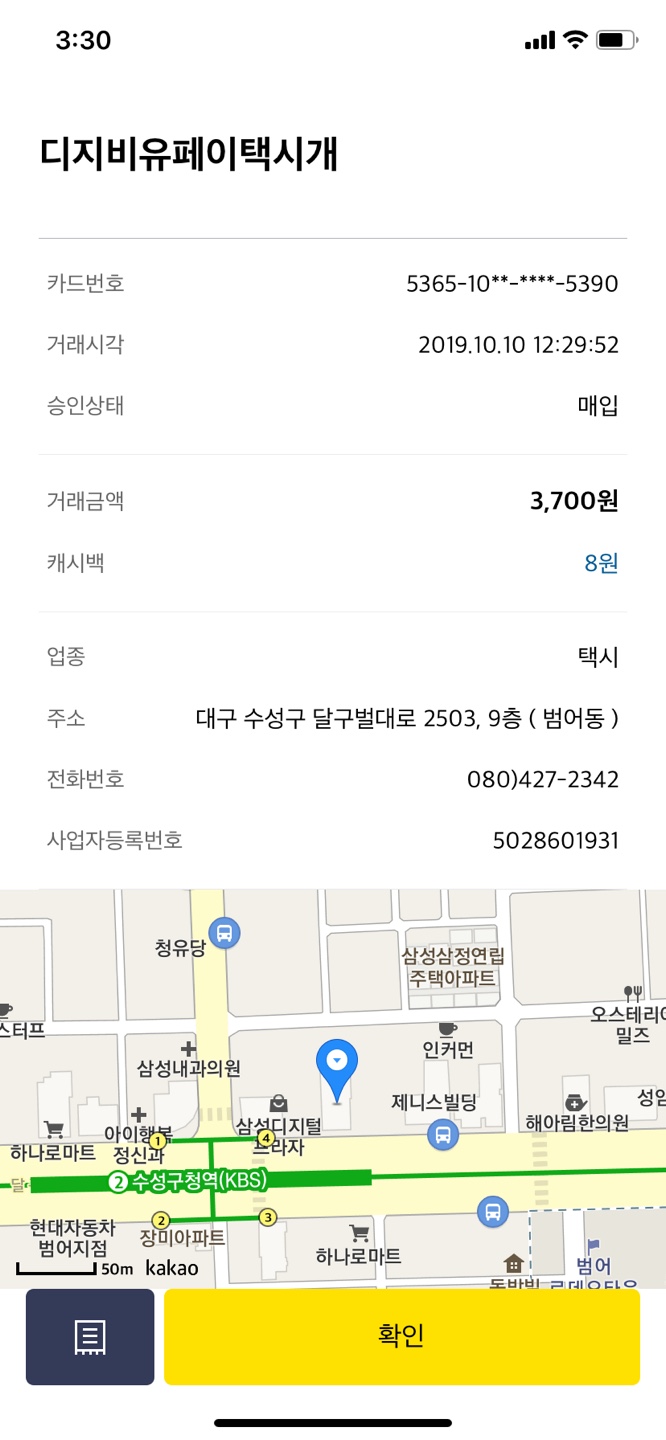 3:30
디지비유페이택시개
카드번호 5365-10**-****-5390
거래시각 2019.10.10 12:29:52
승인상태 매입
거래금액 3,700원
캐시백 8원
업종 택시
주소 대구 수성구 달구벌대로 2503, 9층 ( 범어동 )
전화번호 080)427-2342
사업자등록번호 5028601931
청유당
삼성삼정연립
주택아파트
스터프
오스테리아
밀즈
인커먼
삼성내과의원
제니스빌딩
성암
해아림한의원
삼성디지털
프라자
아이행복
정신과
하나로마트
1
4
달
2 수성구청역(KBS)
2
3
현대자동차
범어지점
장미아파트
하나로마트
범어
50m kakao
확인